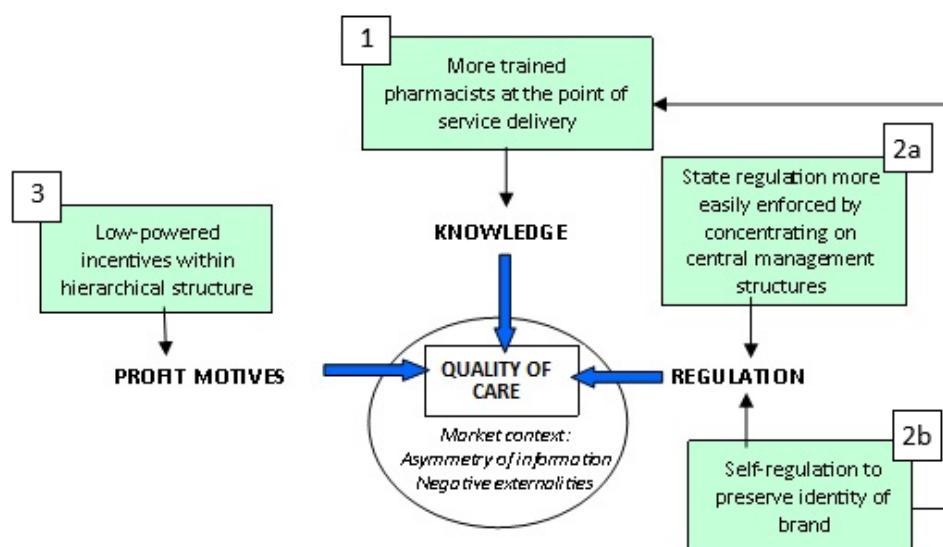 1
More trained
pharmacists at the point of
service delivery
2a
State regulation more
easily enforced by
concentrating on
central management
structures
3
Low-powered
incentives within
hierarchical structure
KNOWLEDGE
PROFIT MOTIVES
QUALITY OF
CARE
REGULATION
Market context:
Asymmetry of information
Negative externalities
2b
Self-regulation to
preserve identity of
brand